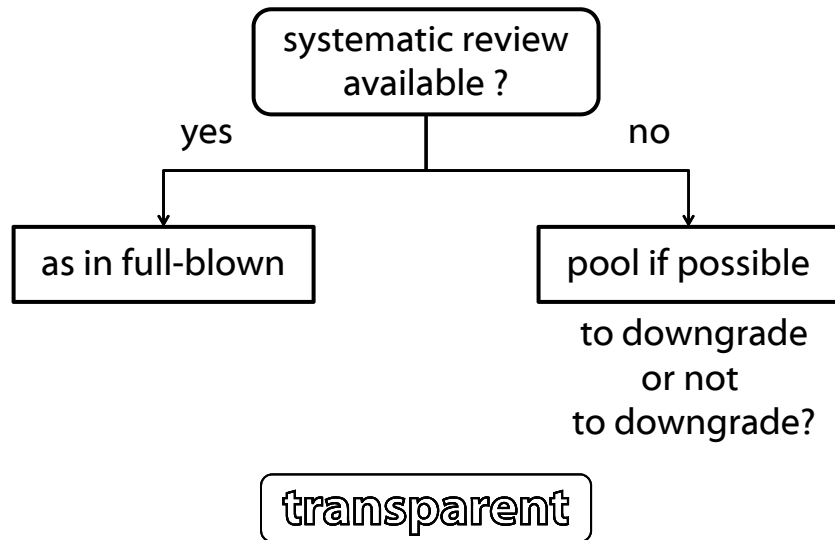 systematic review
available ?
yes
no
as in full-blown
pool if possible
to downgrade
or not
to downgrade?
transparent